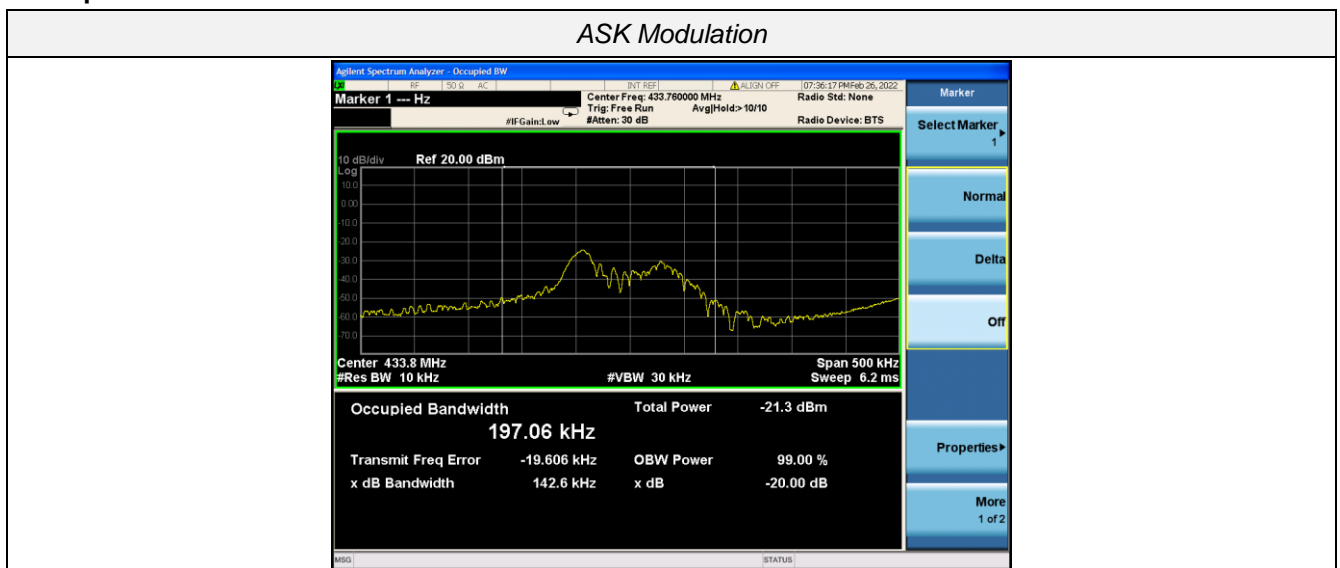 ASK Modulation
Agilent Spectrum Analyzer - Occupied BW
RF 50 Ω AC INT REF ALIGN OFF 07:36:17 PMFeb 26, 2022
Marker 1 --- Hz
Center Freq: 433.760000 MHz
Radio Std: None
Trig: Free Run Avg|Hold:> 10/10
#IFGain:Low
#Atten: 30 dB
Radio Device: BTS
10 dB/div Ref 20.00 dBm
Log
10.0
0.00
-10.0
-20.0
-30.0
-40.0
-50.0
-60.0
-70.0
Center 433.8 MHz Span 500 kHz
#Res BW 10 kHz #VBW 30 kHz Sweep 6.2 ms
Occupied Bandwidth Total Power -21.3 dBm
197.06 kHz
Transmit Freq Error -19.606 kHz OBW Power 99.00 %
x dB Bandwidth 142.6 kHz x dB -20.00 dB
MSG STATUS
Marker
Select Marker
1
Normal
Delta
Off
Properties
More
1 of 2